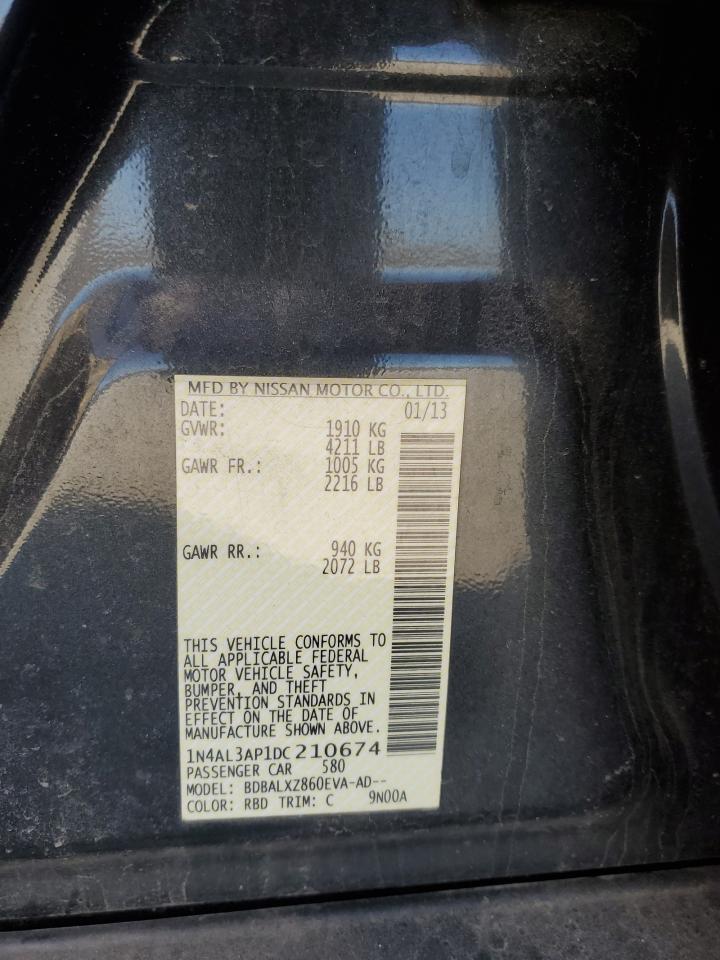 MFD BY NISSAN MOTOR CO., LTD.
DATE: 01/13
GVWR: 1910 KG
4211 LB
GAWR FR.: 1005 KG
2216 LB
GAWR RR.: 940 KG
2072 LB
THIS VEHICLE CONFORMS TO
ALL APPLICABLE FEDERAL
MOTOR VEHICLE SAFETY,
BUMPER, AND THEFT
PREVENTION STANDARDS IN
EFFECT ON THE DATE OF
MANUFACTURE SHOWN ABOVE.
1N4AL3AP1DC210674
PASSENGER CAR 580
MODEL: BDBALXZ860EVA-AD--
COLOR: RBD TRIM: C 9N00A